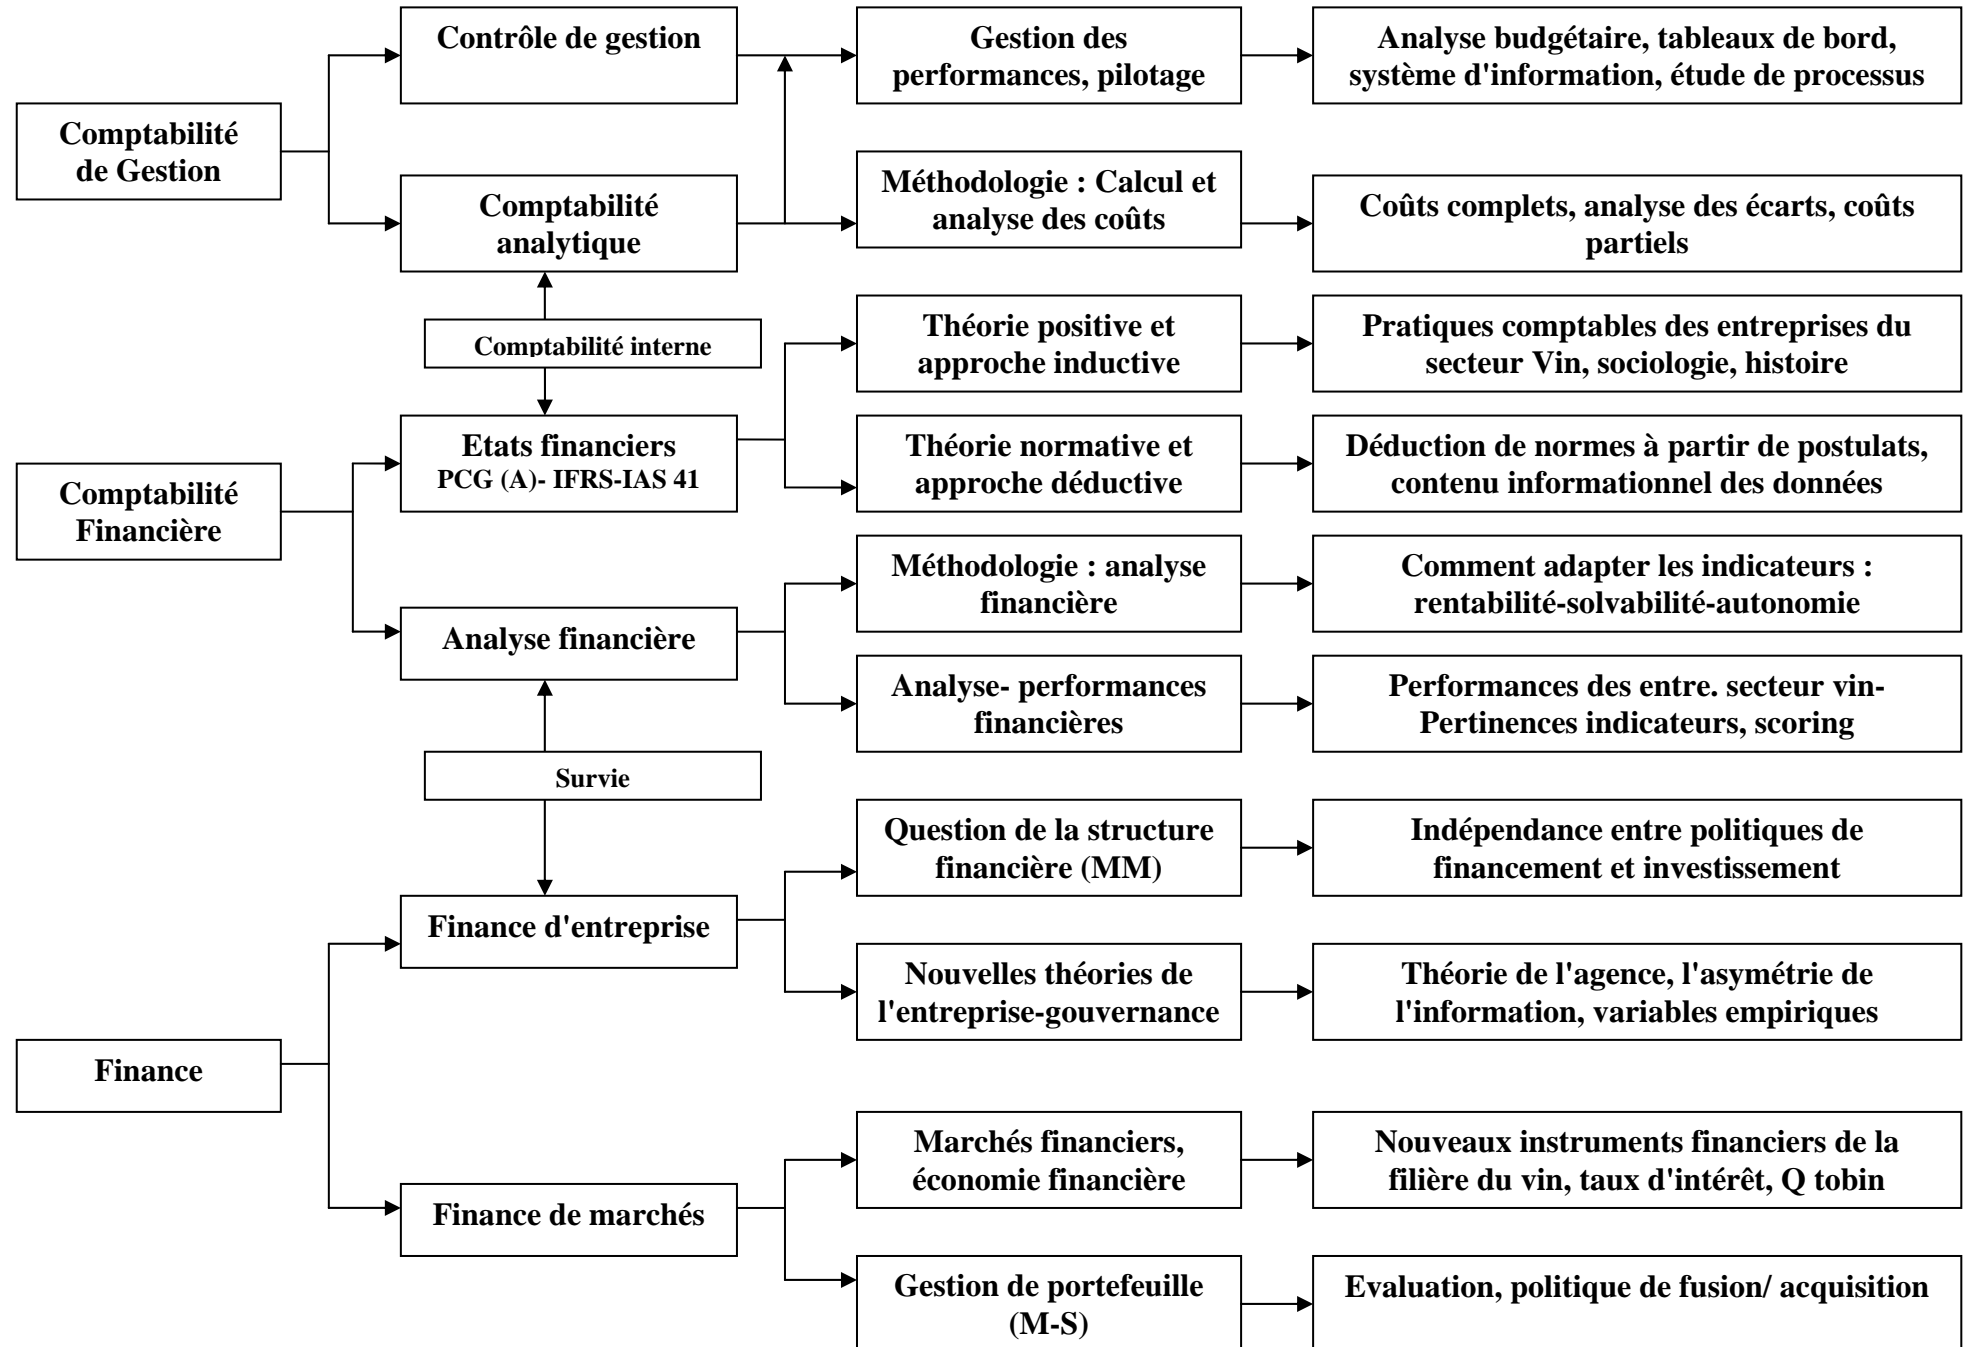 Contrôle de gestion
Gestion des
performances, pilotage
Analyse budgétaire, tableaux de bord,
système d'information, étude de processus
Comptabilité
de Gestion
Comptabilité
analytique
Méthodologie : Calcul et
analyse des coûts
Coûts complets, analyse des écarts, coûts
partiels
Comptabilité interne
Théorie positive et
approche inductive
Pratiques comptables des entreprises du
secteur Vin, sociologie, histoire
Comptabilité
Financière
Etats financiers
PCG (A)- IFRS-IAS 41
Théorie normative et
approche déductive
Déduction de normes à partir de postulats,
contenu informationnel des données
Analyse financière
Méthodologie : analyse
financière
Comment adapter les indicateurs :
rentabilité-solvabilité-autonomie
Analyse- performances
financières
Performances des entre. secteur vin-
Pertinences indicateurs, scoring
Survie
Finance d'entreprise
Question de la structure
financière (MM)
Indépendance entre politiques de
financement et investissement
Nouvelles théories de
l'entreprise-gouvernance
Théorie de l'agence, l'asymétrie de
l'information, variables empiriques
Finance
Finance de marchés
Marchés financiers,
économie financière
Nouveaux instruments financiers de la
filière du vin, taux d'intérêt, Q tobin
Gestion de portefeuille
(M-S)
Evaluation, politique de fusion/ acquisition